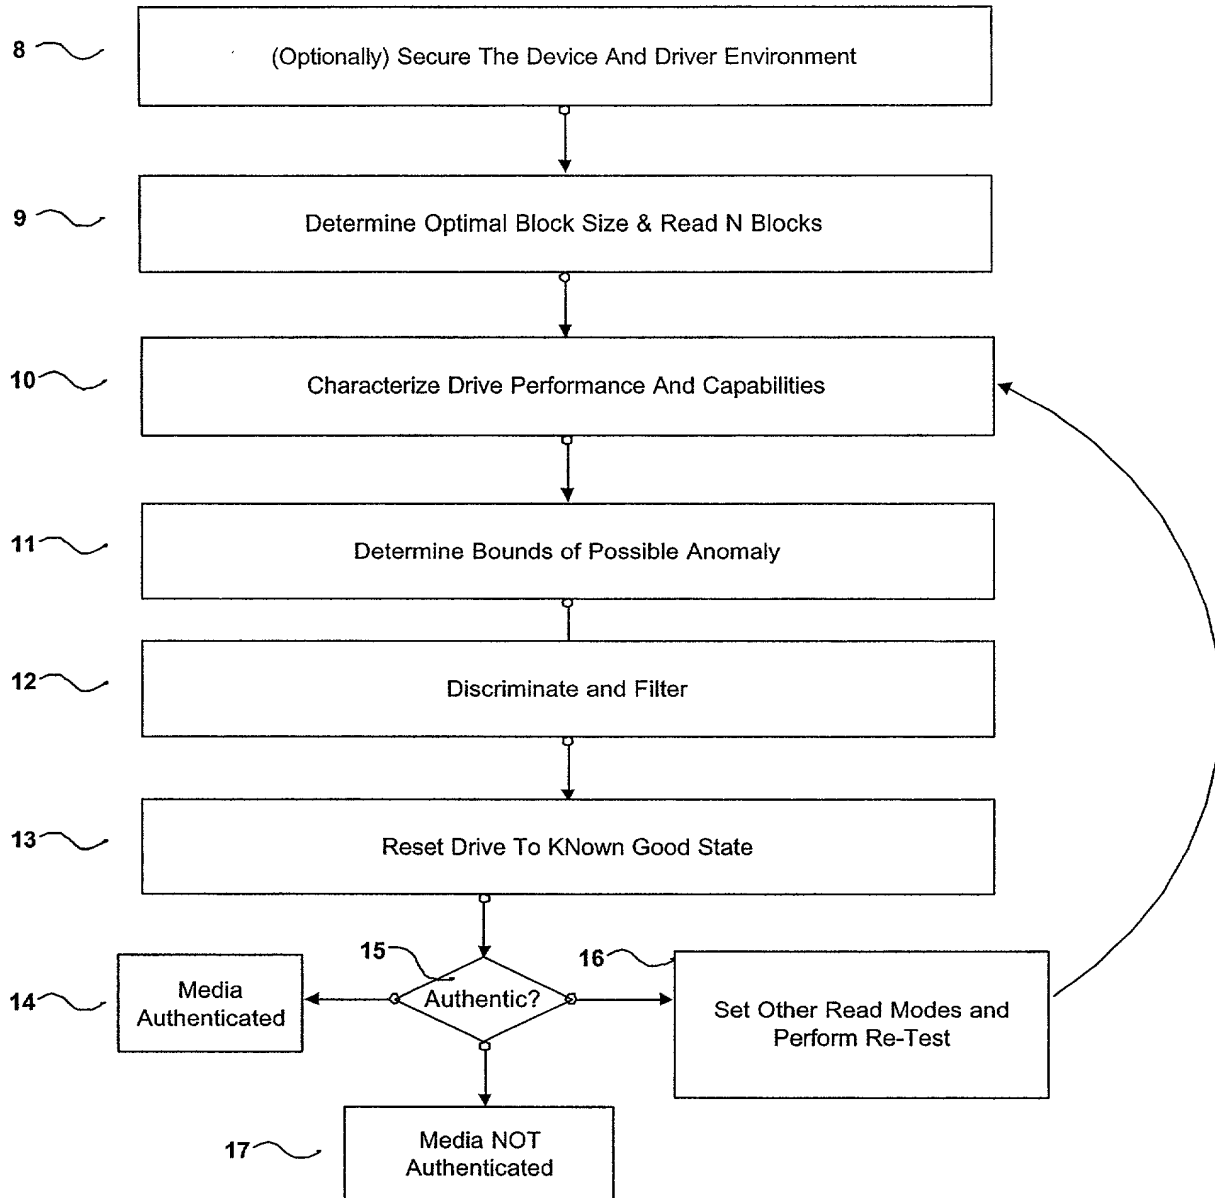 8
(Optionally) Secure The Device And Driver Environment
9
Determine Optimal Block Size & Read N Blocks
10
Characterize Drive Performance And Capabilities
11
Determine Bounds of Possible Anomaly
12
Discriminate and Filter
13
Reset Drive To KNown Good State
14
Media
Authenticated
15
Authentic?
16
Set Other Read Modes and
Perform Re-Test
17
Media NOT
Authenticated